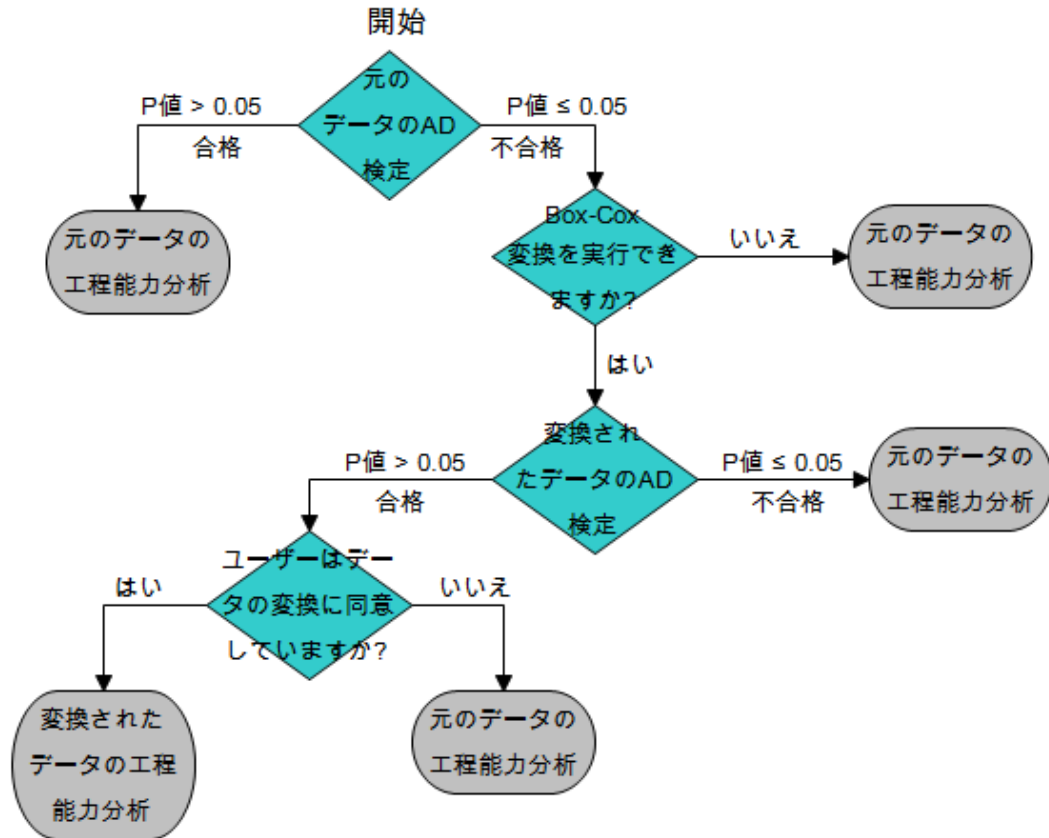 開始
元の
データのAD
検定
P値 > 0.05
合格
P値 ≤ 0.05
不合格
元のデータの
工程能力分析
Box-Cox
変換を実行でき
ますか?
いいえ
元のデータの
工程能力分析
はい
変換され
たデータのAD
検定
P値 > 0.05
合格
P値 ≤ 0.05
不合格
元のデータの
工程能力分析
ユーザーはデー
タの変換に同意
していますか?
はい
いいえ
変換された
データの工程
能力分析
元のデータの
工程能力分析